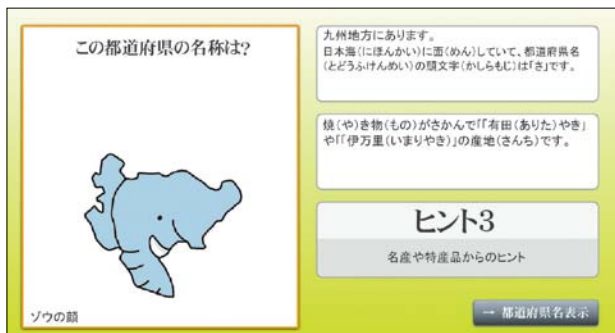 この都道府県の名称は?
ゾウの顔
九州地方にあります。
日本海(にほんかい)に面(めん)していて、都道府県名
(とどうふけんめい)の頭文字(かしらもじ)は「さ」です。
焼(や)き物(もの)がさかんで「「有田(ありた)やき」
や「「伊万里(いまりやき)」の産地(さんち)です。
ヒント3
名産や特産品からのヒント
→ 都道府県名表示